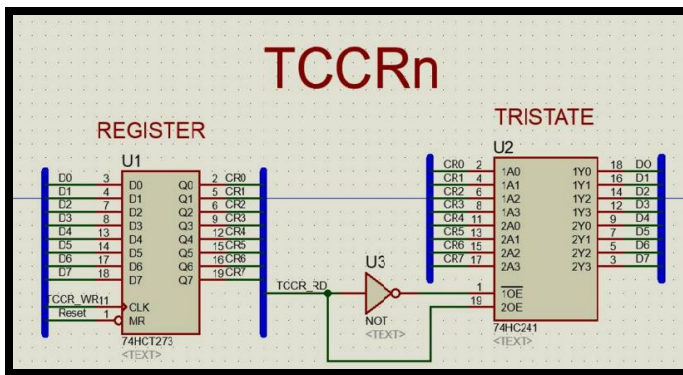 TCCRn
REGISTER
TRISTATE
U1
U2
D0 3 D0 Q0 2 CR0
D1 4 D1 Q1 5 CR1
D2 7 D2 Q2 6 CR2
D3 8 D3 Q3 9 CR3
D4 13 D4 Q4 12 CR4
D5 14 D5 Q5 15 CR5
D6 17 D6 Q6 16 CR6
D7 18 D7 Q7 19 CR7
TCCR_WR 11 CLK
Reset 1 MR
74HCT273
<TEXT>
CR0 2 1A0 1Y0 18 D0
CR1 4 1A1 1Y1 16 D1
CR2 6 1A2 1Y2 14 D2
CR3 8 1A3 1Y3 12 D3
CR4 11 2A0 2Y0 9 D4
CR5 13 2A1 2Y1 7 D5
CR6 15 2A2 2Y2 5 D6
CR7 17 2A3 2Y3 3 D7
U3
TCCR_RD
NOT
<TEXT>
1 1OE
19 2OE
74HC241
<TEXT>